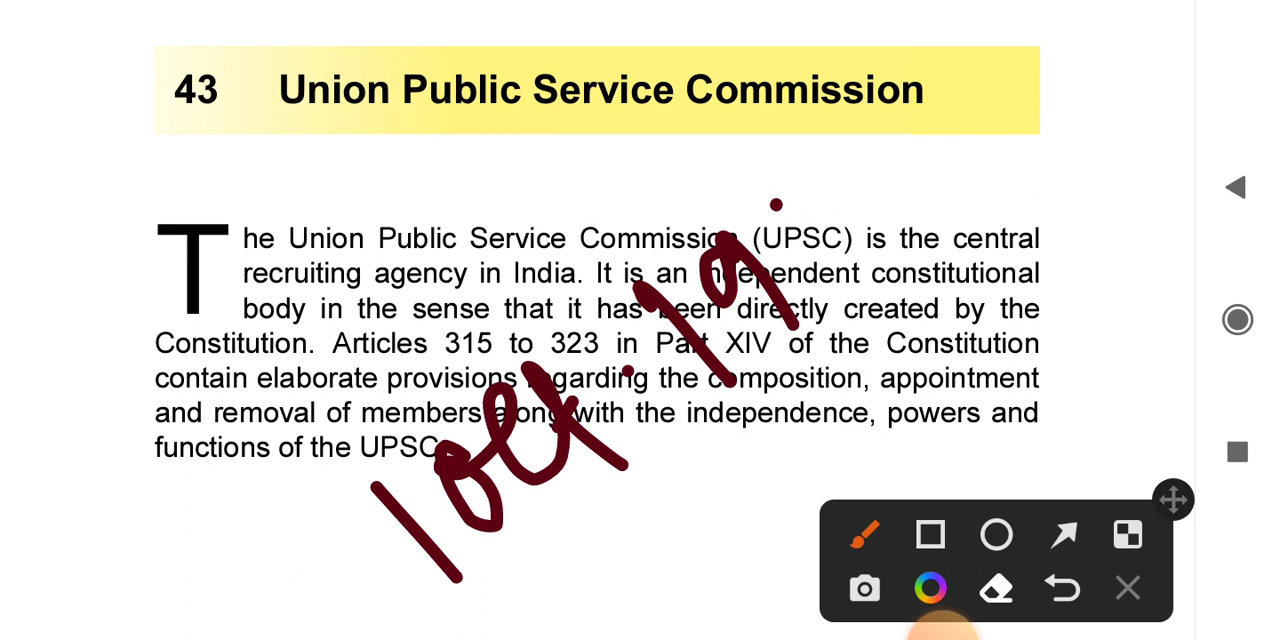 43 Union Public Service Commission
The Union Public Service Commission (UPSC) is the central
recruiting agency in India. It is an independent constitutional
body in the sense that it has been directly created by the
Constitution. Articles 315 to 323 in Part XIV of the Constitution
contain elaborate provisions regarding the composition, appointment
and removal of members along with the independence, powers and
functions of the UPSC.